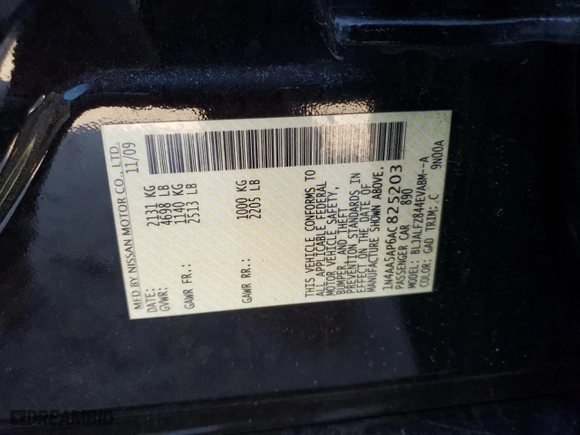 MFD BY NISSAN MOTOR CO., LTD.
DATE: 11/09
GVWR: 2131 KG
4698 LB
GAWR FR.: 1140 KG
2513 LB
GAWR RR.: 1000 KG
2205 LB
THIS VEHICLE CONFORMS TO
ALL APPLICABLE FEDERAL
MOTOR VEHICLE SAFETY,
BUMPER, AND THEFT
PREVENTION STANDARDS IN
EFFECT ON THE DATE OF
MANUFACTURE SHOWN ABOVE.
1N4AA5AP6AC825203
PASSENGER CAR 890
MODEL: BLJALFZ84EVABM--A
COLOR: GAD TRIM: C 9N00A
DREAMBID